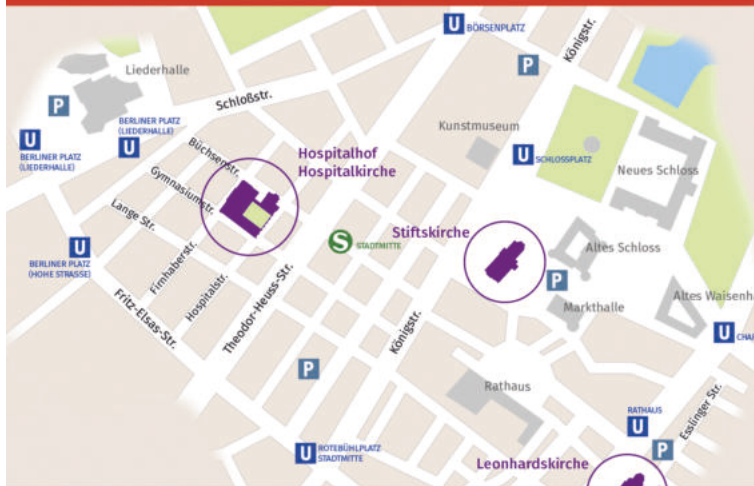 U BÖRSENPLATZ
Königstr.
P
Liederhalle
Schloßstr.
P
BERLINER PLATZ
(LIEDERHALLE)
U
U
BERLINER PLATZ
(LIEDERHALLE)
Kunstmuseum
U SCHLOSSPLATZ
Neues Schloss
Büchsenstr.
Gymnasiumstr.
Lange Str.
Hospitalhof
Hospitalkirche
Stiftskirche
S STADTMITTE
Altes Schloss
U
BERLINER PLATZ
(HOHE STRASSE)
Firnhaberstr.
Hospitalstr.
Theodor-Heuss-Str.
Fritz-Elsas-Str.
P
Markthalle
Altes Waisenh
U CHA
Königstr.
P
Rathaus
RATHAUS
U
Esslinger Str.
P
U ROTEBÜHLPLATZ
STADTMITTE
Leonhardskirche